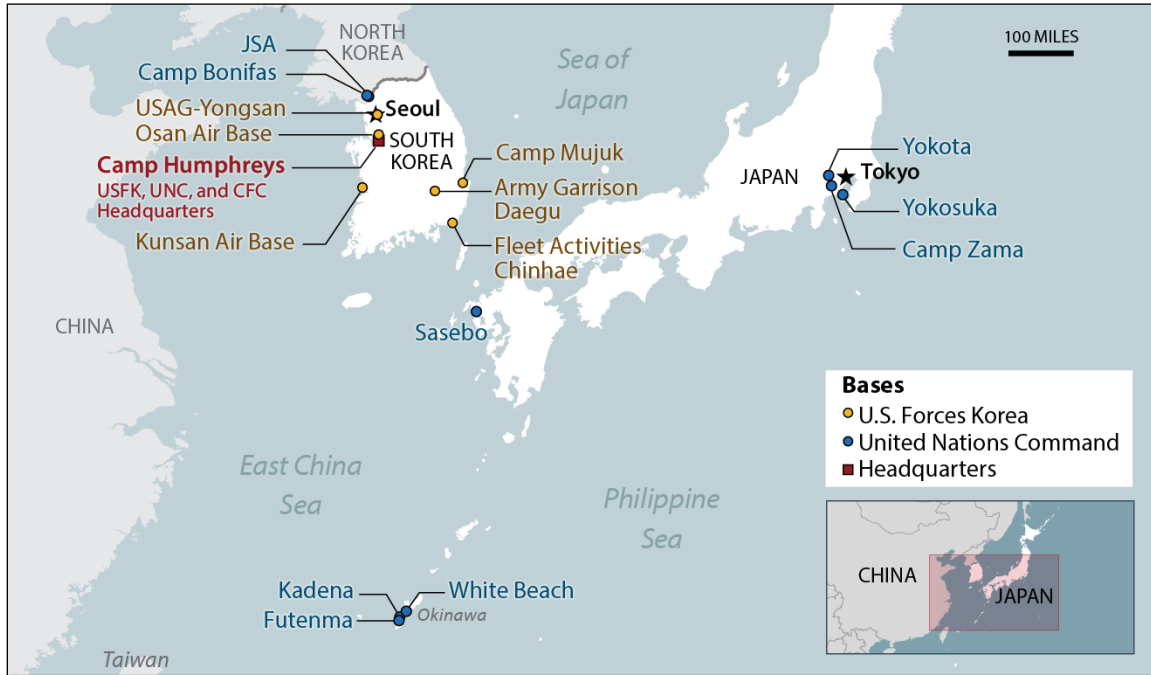 NORTH
KOREA
JSA
Camp Bonifas
USAG-Yongsan
Seoul
Osan Air Base
SOUTH
KOREA
Camp Humphreys
USFK, UNC, and CFC
Headquarters
Kunsan Air Base
Camp Mujuk
Army Garrison
Daegu
Fleet Activities
Chinhae
Sea of
Japan
100 MILES
JAPAN
Yokota
Tokyo
Yokosuka
Camp Zama
CHINA
Sasebo
Bases
U.S. Forces Korea
United Nations Command
Headquarters
East China
Sea
Philippine
Sea
Kadena
White Beach
Futenma
Okinawa
Taiwan
CHINA
JAPAN